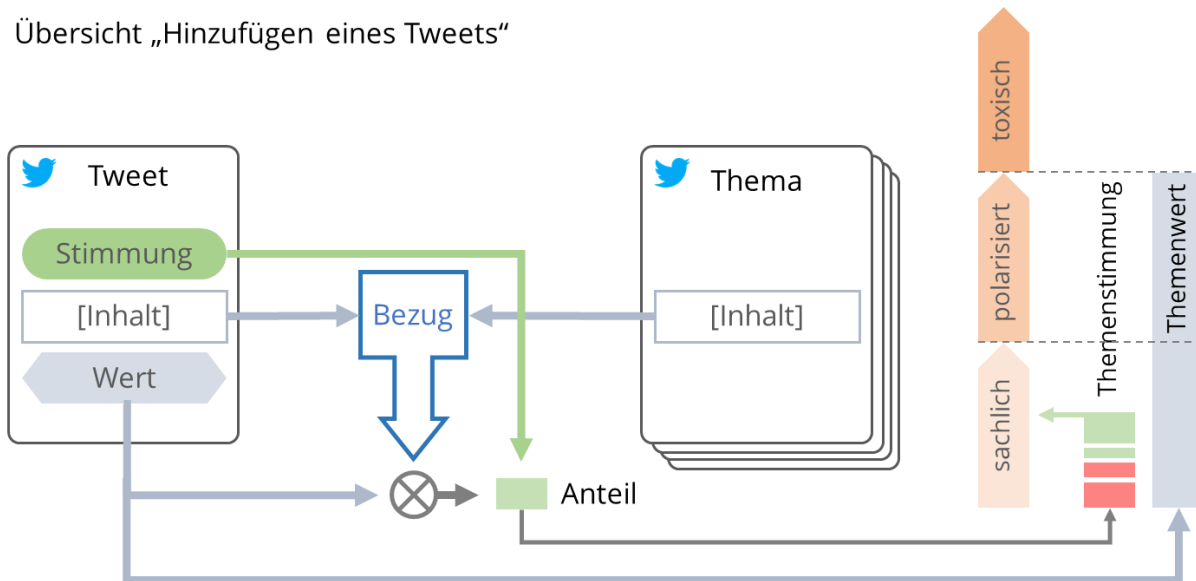 Übersicht „Hinzufügen eines Tweets“
Tweet
Stimmung
[Inhalt]
Wert
Bezug
Thema
[Inhalt]
Anteil
toxisch
polarisiert
sachlich
Themenstimmung
Themenwert